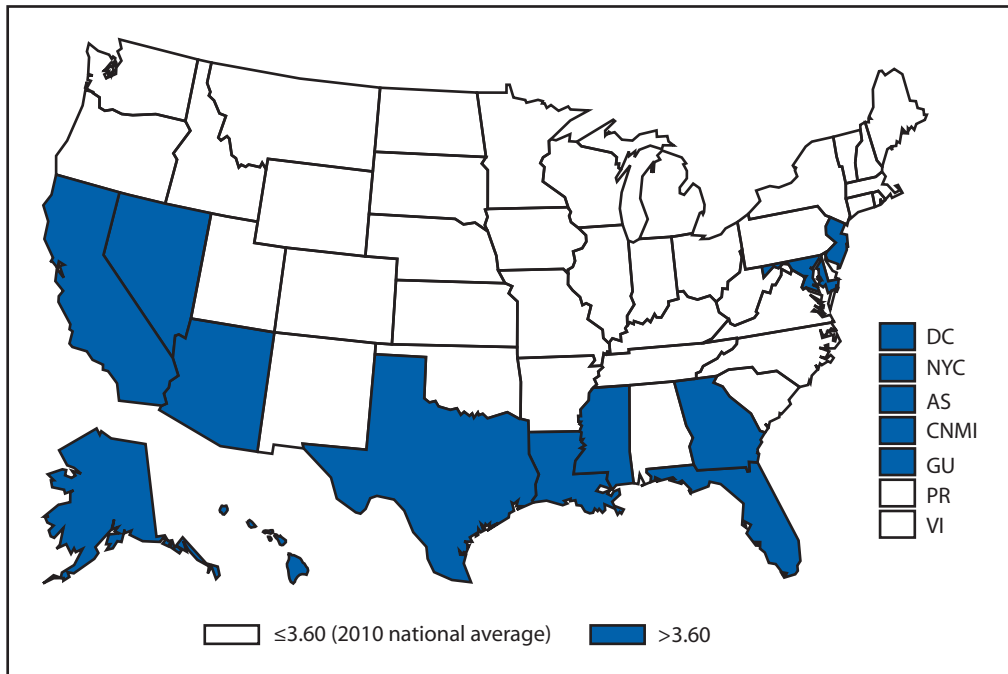 DC
NYC
AS
CNMI
GU
PR
VI
≤3.60 (2010 national average) >3.60